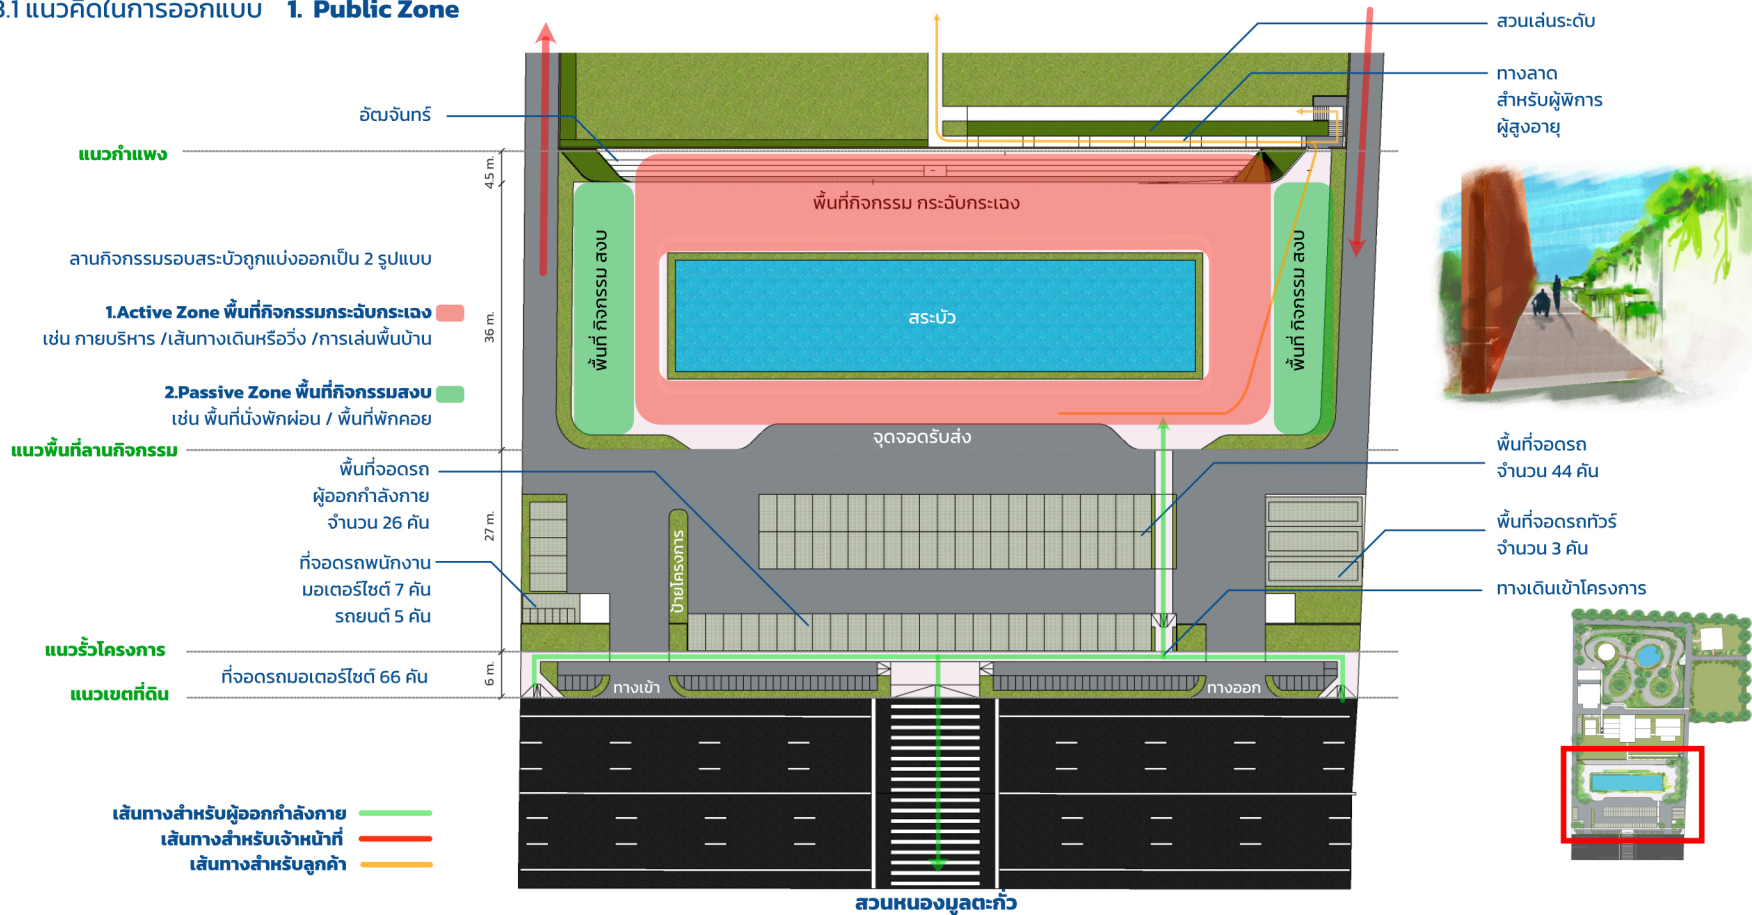 3.1 แนวคิดในการออกแบบ 1. Public Zone
สวนเล่นระดับ
ทางลาด
สำหรับผู้พิการ
ผู้สูงอายุ
อัฒจันทร์
แนวกำแพง
4.5 m.
พื้นที่กิจกรรม กระฉับกระเฉง
พื้นที่ กิจกรรม สงบ
พื้นที่ กิจกรรม สงบ
ลานกิจกรรมรอบสระบัวถูกแบ่งออกเป็น 2 รูปแบบ
1.Active Zone พื้นที่กิจกรรมกระฉับกระเฉง
เช่น กายบริหาร /เส้นทางเดินหรือวิ่ง /การเล่นพื้นบ้าน
36 m.
สระบัว
2.Passive Zone พื้นที่กิจกรรมสงบ
เช่น พื้นที่นั่งพักผ่อน / พื้นที่พักคอย
แนวพื้นที่ลานกิจกรรม
จุดจอดรับส่ง
พื้นที่จอดรถ
ผู้ออกกำลังกาย
จำนวน 26 คัน
พื้นที่จอดรถ
จำนวน 44 คัน
27 m.
ป้ายโครงการ
พื้นที่จอดรถทัวร์
จำนวน 3 คัน
ที่จอดรถพนักงาน
มอเตอร์ไซต์ 7 คัน
รถยนต์ 5 คัน
ทางเดินเข้าโครงการ
แนวรั้วโครงการ
ที่จอดรถมอเตอร์ไซต์ 66 คัน
6 m.
แนวเขตที่ดิน
ทางเข้า
ทางออก
เส้นทางสำหรับผู้ออกกำลังกาย
เส้นทางสำหรับเจ้าหน้าที่
เส้นทางสำหรับลูกค้า
สวนหนองมูลตะกั่ว